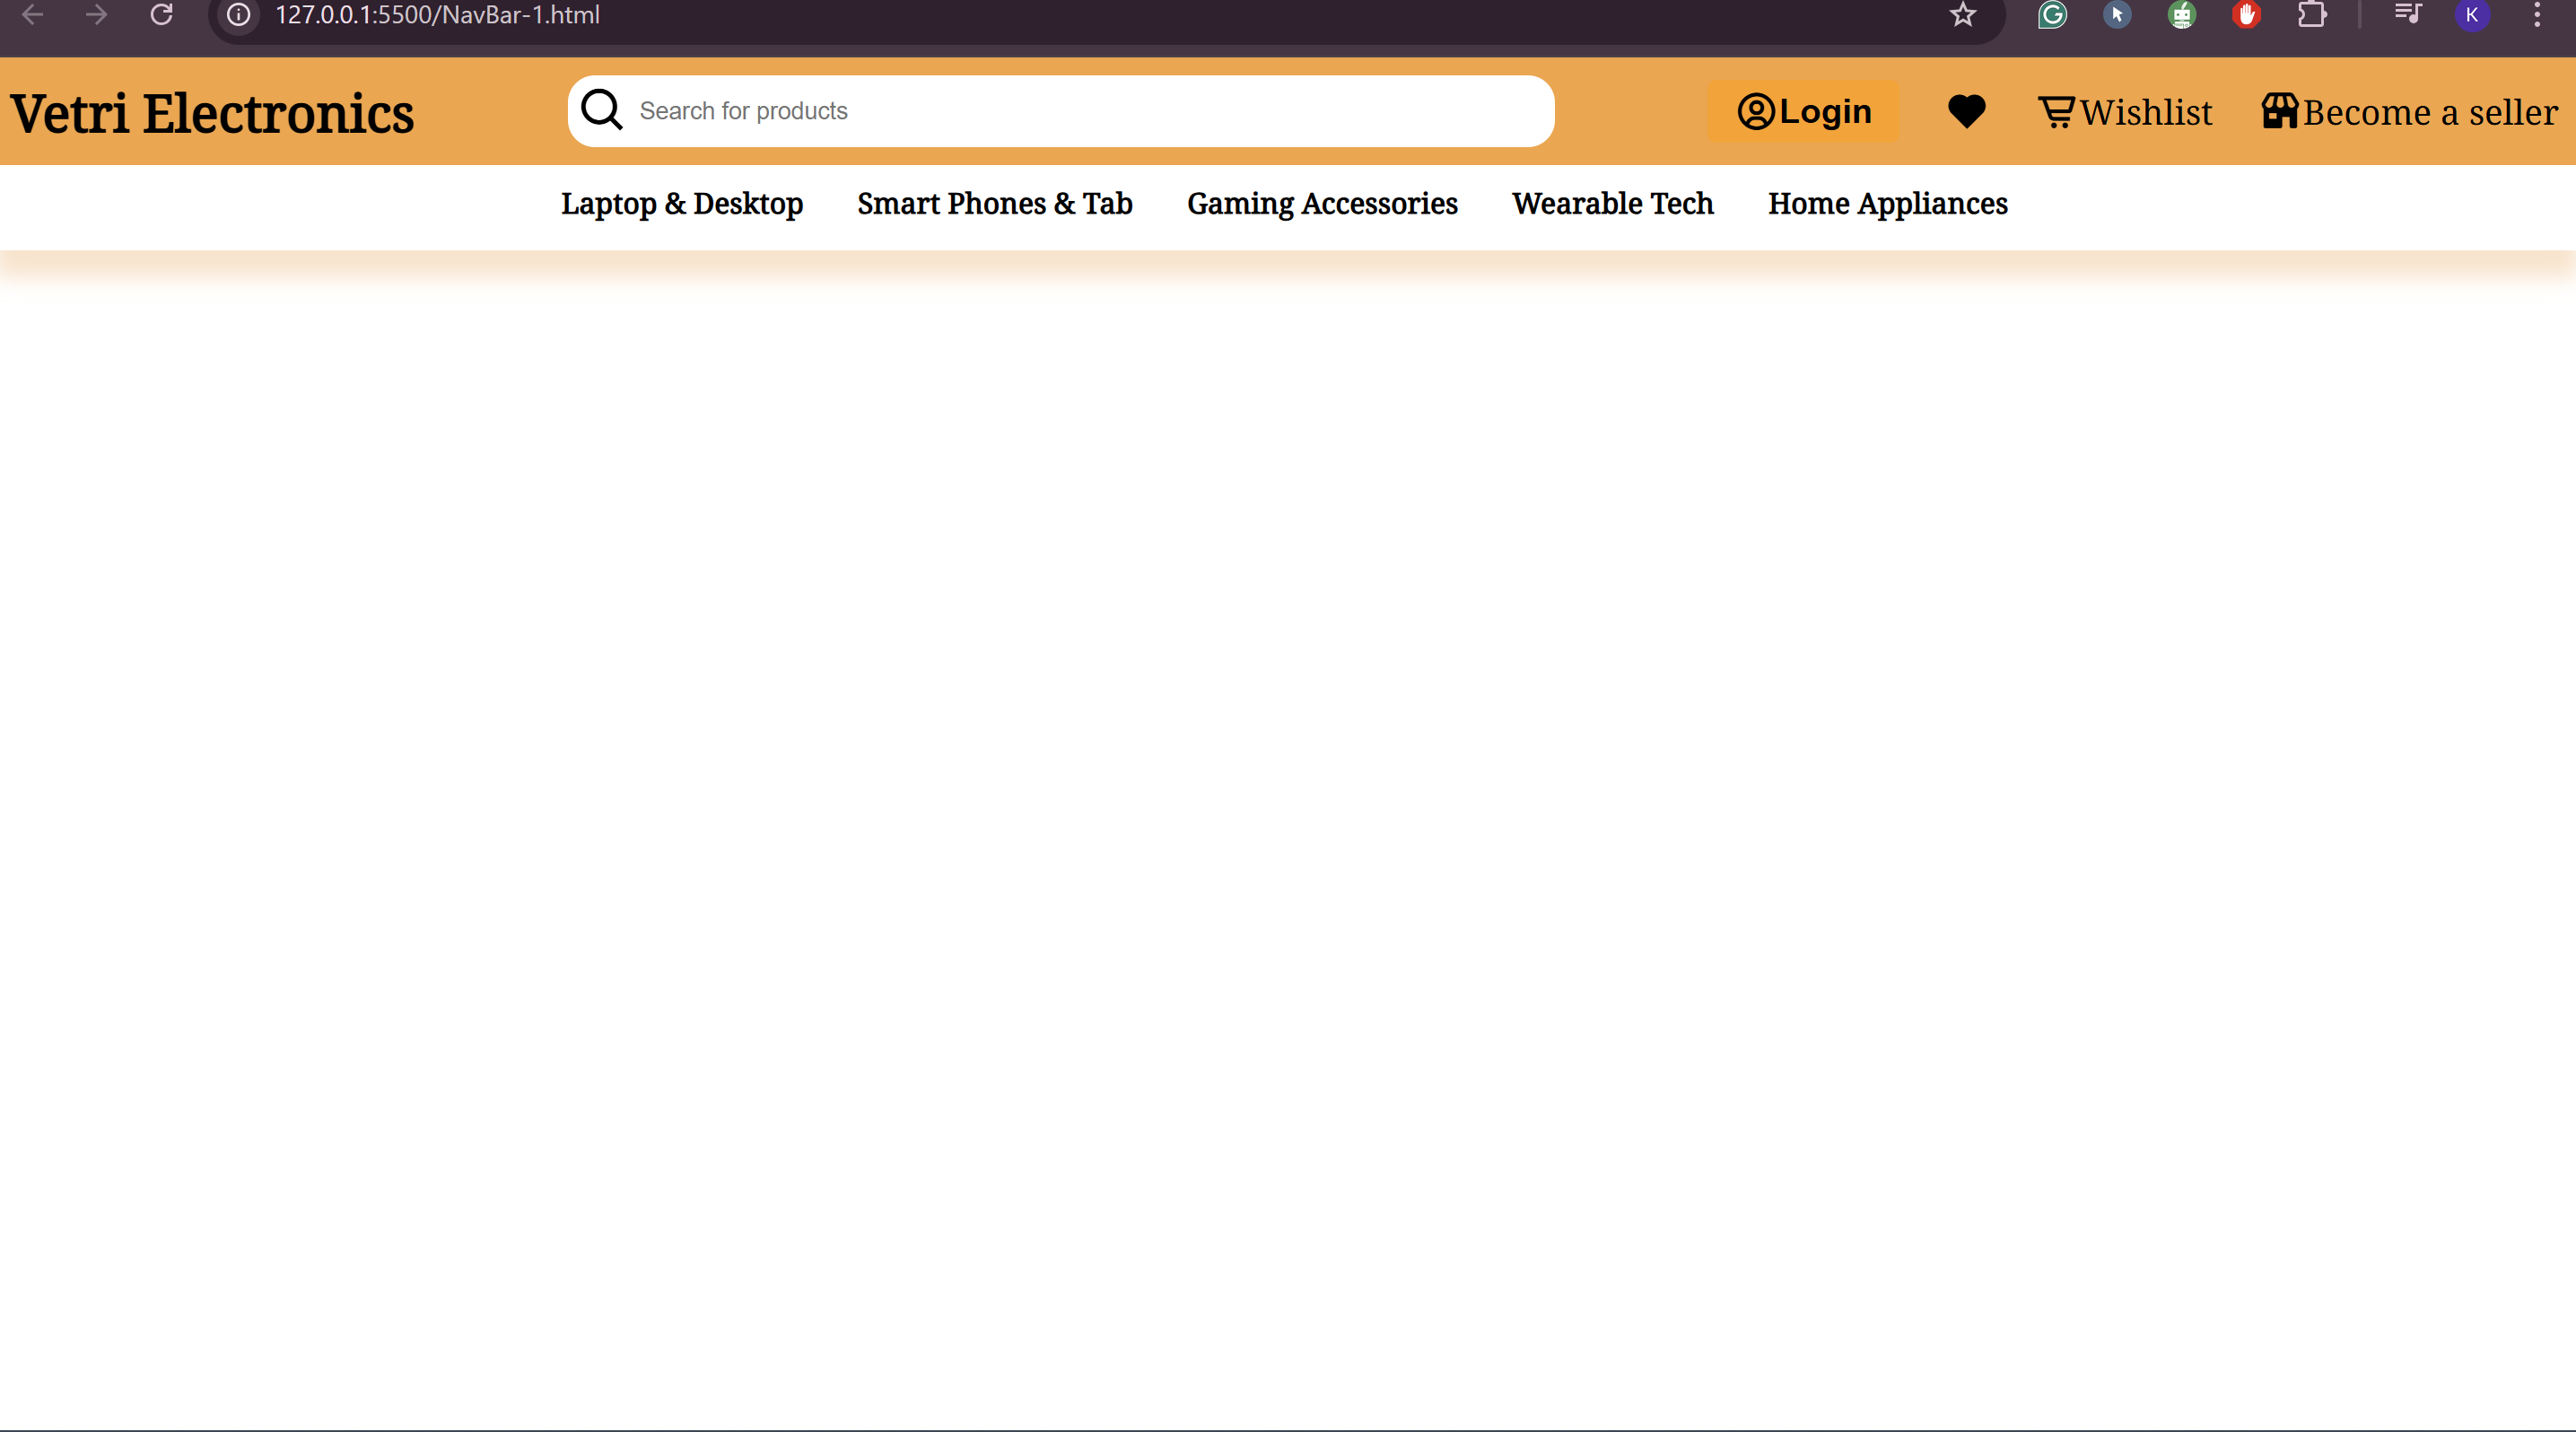 127.0.0.1:5500/NavBar-1.html
K
Vetri Electronics
Search for products
Login
Wishlist
Become a seller
Laptop & Desktop Smart Phones & Tab Gaming Accessories Wearable Tech Home Appliances